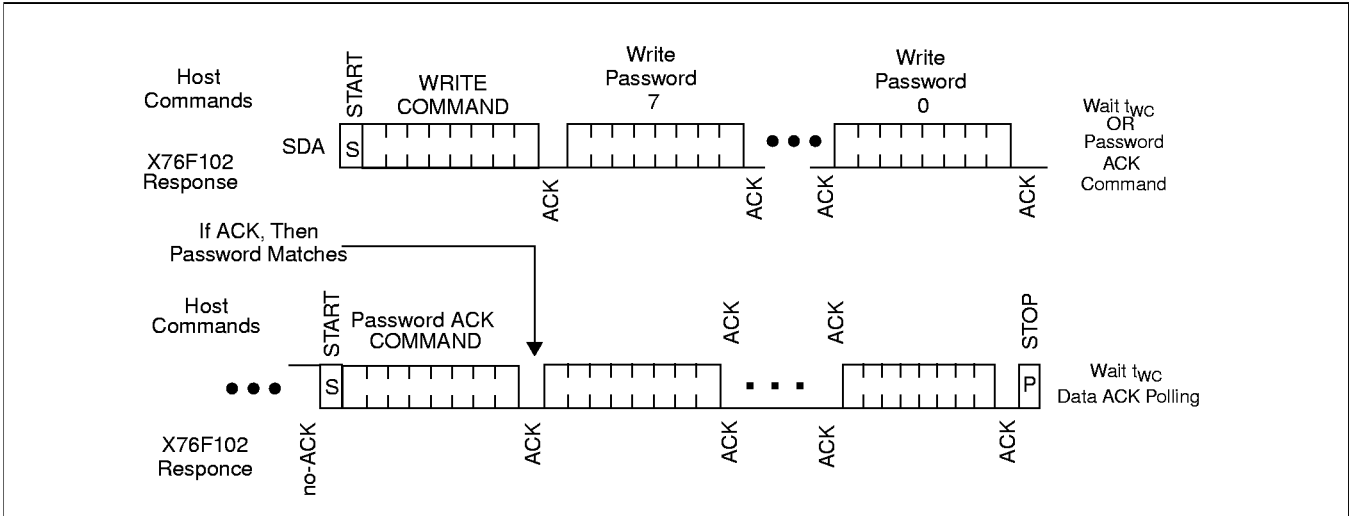 Host
Commands
START
WRITE
COMMAND
Write
Password
7
Write
Password
0
Wait tWC
OR
Password
ACK
Command
SDA
S
X76F102
Response
ACK
ACK
ACK
ACK
If ACK, Then
Password Matches
Host
Commands
START
Password ACK
COMMAND
ACK
ACK
STOP
S
P
Wait tWC
Data ACK Polling
X76F102
Responce
no-ACK
ACK
ACK
ACK
ACK